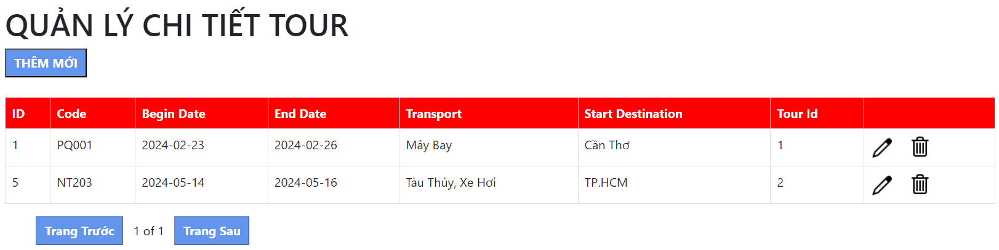 QUẢN LÝ CHI TIẾT TOUR
THÊM MỚI
ID Code Begin Date End Date Transport Start Destination Tour Id
1 PQ001 2024-02-23 2024-02-26 Máy Bay Cần Thơ 1
5 NT203 2024-05-14 2024-05-16 Tàu Thủy, Xe Hơi TP.HCM 2
Trang Trước 1 of 1 Trang Sau